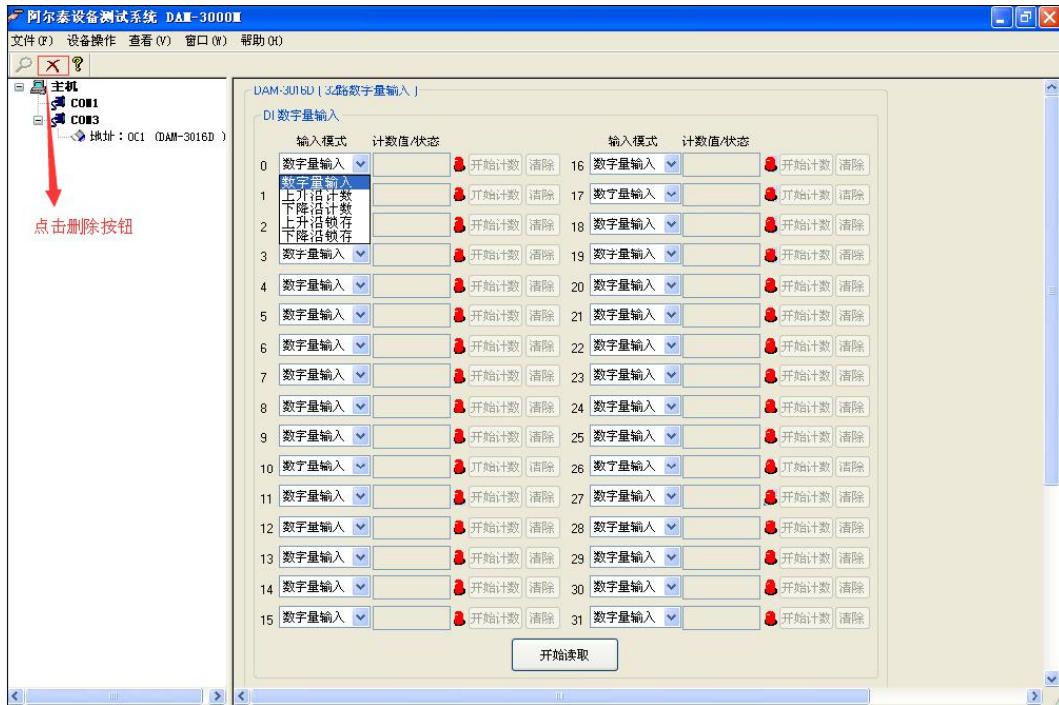 阿尔泰设备测试系统 DAM-3000M
文件(F) 设备操作 查看(V) 窗口(W) 帮助(H)
主机
COM1
COM3
地址：001 (DAM-3016D )
点击删除按钮
DAM-3016D [ 32路数字量输入 ]
DI 数字量输入
输入模式 计数值/状态 输入模式 计数值/状态
0 数字量输入 开始计数 清除 16 数字量输入 开始计数 清除
数字量输入
上升沿计数
下降沿计数
上升沿锁存
下降沿锁存
1 开始计数 清除 17 数字量输入 开始计数 清除
2 开始计数 清除 18 数字量输入 开始计数 清除
3 数字量输入 开始计数 清除 19 数字量输入 开始计数 清除
4 数字量输入 开始计数 清除 20 数字量输入 开始计数 清除
5 数字量输入 开始计数 清除 21 数字量输入 开始计数 清除
6 数字量输入 开始计数 清除 22 数字量输入 开始计数 清除
7 数字量输入 开始计数 清除 23 数字量输入 开始计数 清除
8 数字量输入 开始计数 清除 24 数字量输入 开始计数 清除
9 数字量输入 开始计数 清除 25 数字量输入 开始计数 清除
10 数字量输入 开始计数 清除 26 数字量输入 开始计数 清除
11 数字量输入 开始计数 清除 27 数字量输入 开始计数 清除
12 数字量输入 开始计数 清除 28 数字量输入 开始计数 清除
13 数字量输入 开始计数 清除 29 数字量输入 开始计数 清除
14 数字量输入 开始计数 清除 30 数字量输入 开始计数 清除
15 数字量输入 开始计数 清除 31 数字量输入 开始计数 清除
开始读取